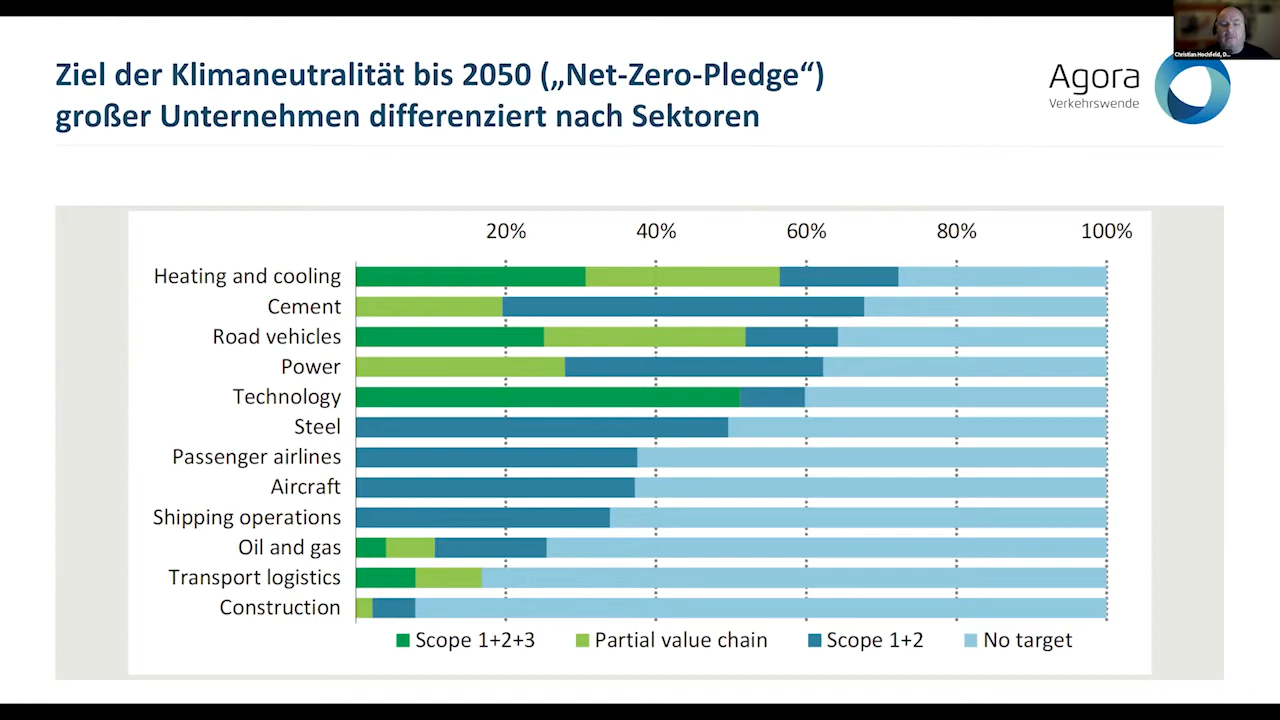 Christian Hochfeld, D...
Ziel der Klimaneutralität bis 2050 („Net-Zero-Pledge“)
großer Unternehmen differenziert nach Sektoren
Agora
Verkehrswende
20% 40% 60% 80% 100%
Heating and cooling
Cement
Road vehicles
Power
Technology
Steel
Passenger airlines
Aircraft
Shipping operations
Oil and gas
Transport logistics
Construction
Scope 1+2+3 Partial value chain Scope 1+2 No target